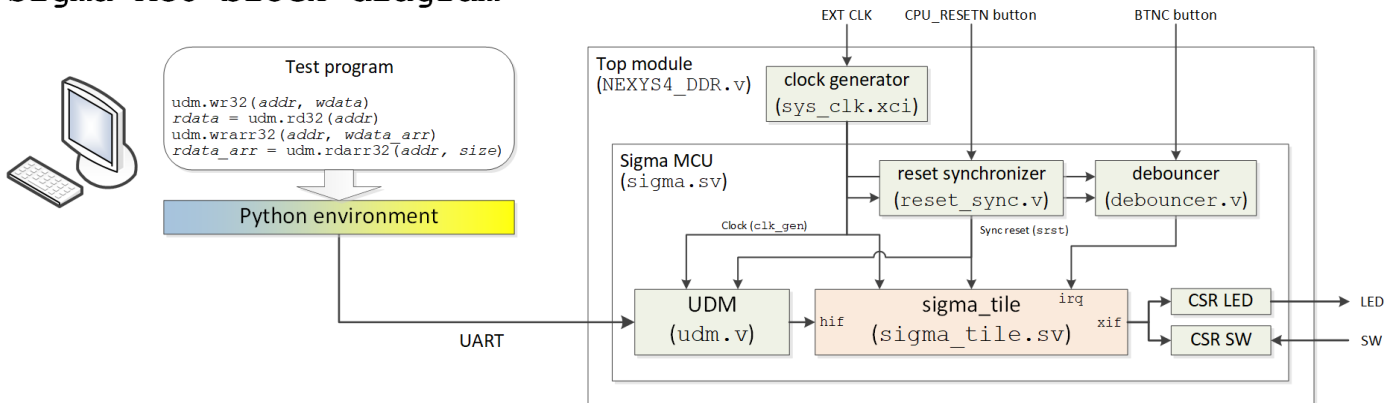 EXT CLK
CPU_RESETN button
BTNC button
Test program
udm.wr32(addr, wdata)
rdata = udm.rd32(addr)
udm.wrarr32(addr, wdata_arr)
rdata_arr = udm.rdarr32(addr, size)
Python environment
UART
Top module
(NEXYS4_DDR.v)
clock generator
(sys_clk.xci)
Sigma MCU
(sigma.sv)
reset synchronizer
(reset_sync.v)
debouncer
(debouncer.v)
Clock (clk_gen)
Sync reset (srst)
UDM
(udm.v)
hif
sigma_tile
(sigma_tile.sv)
irq
xif
CSR LED
CSR SW
LED
SW